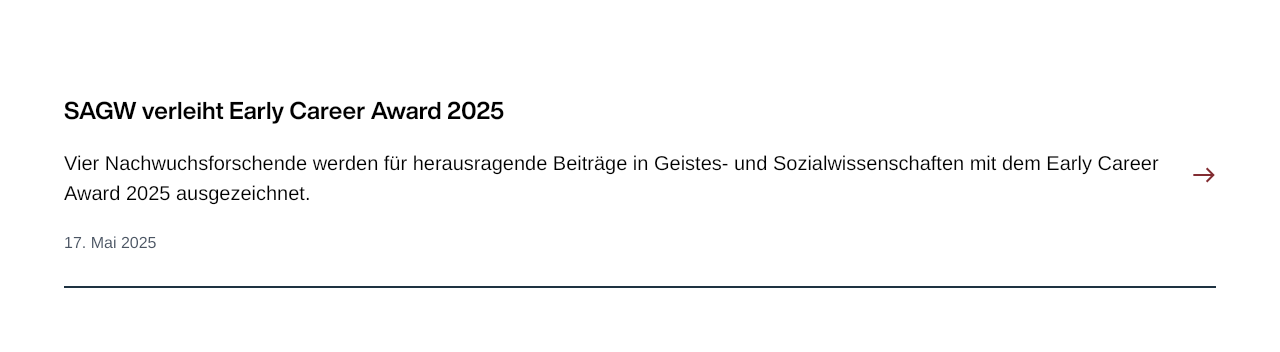 SAGW verleiht Early Career Award 2025
Vier Nachwuchsforschende werden für herausragende Beiträge in Geistes- und Sozialwissenschaften mit dem Early Career
Award 2025 ausgezeichnet.
17. Mai 2025